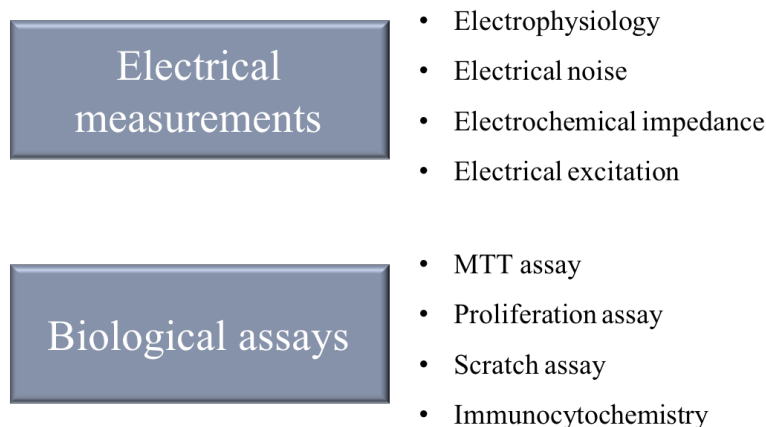 Electrical
measurements
• Electrophysiology
• Electrical noise
• Electrochemical impedance
• Electrical excitation
Biological assays
• MTT assay
• Proliferation assay
• Scratch assay
• Immunocytochemistry